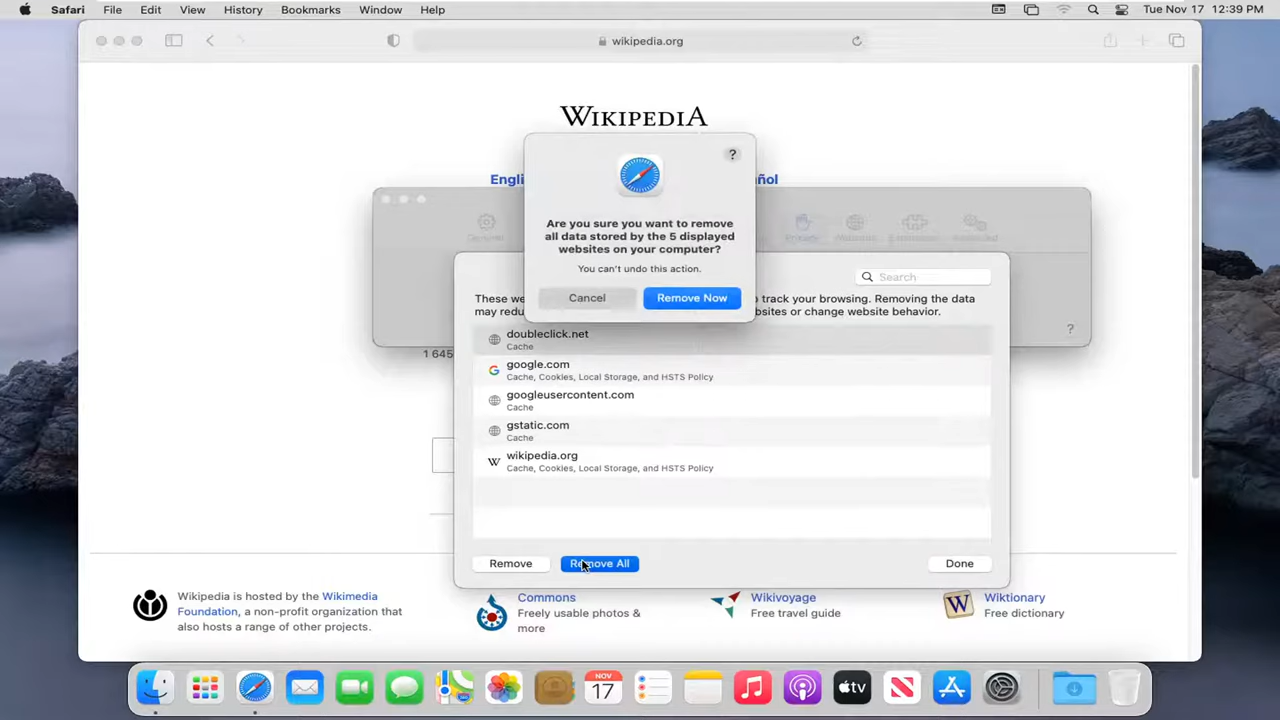 Safari File Edit View History Bookmarks Window Help Tue Nov 17 12:39 PM
wikipedia.org
WIKIPEDIA
?
Are you sure you want to remove
all data stored by the 5 displayed
websites on your computer?
You can't undo this action.
Cancel Remove Now
General Privacy
Search
These we to track your browsing. Removing the data
may redu bsites or change website behavior.
?
doubleclick.net
Cache
1 645
google.com
Cache, Cookies, Local Storage, and HSTS Policy
googleusercontent.com
Cache
gstatic.com
Cache
W wikipedia.org
Cache, Cookies, Local Storage, and HSTS Policy
Remove Remove All Done
Wikipedia is hosted by the Wikimedia
Foundation, a non-profit organization that
also hosts a range of other projects.
Commons
Freely usable photos &
more
Wikivoyage
Free travel guide
W
Wiktionary
Free dictionary
NOV
17
tv